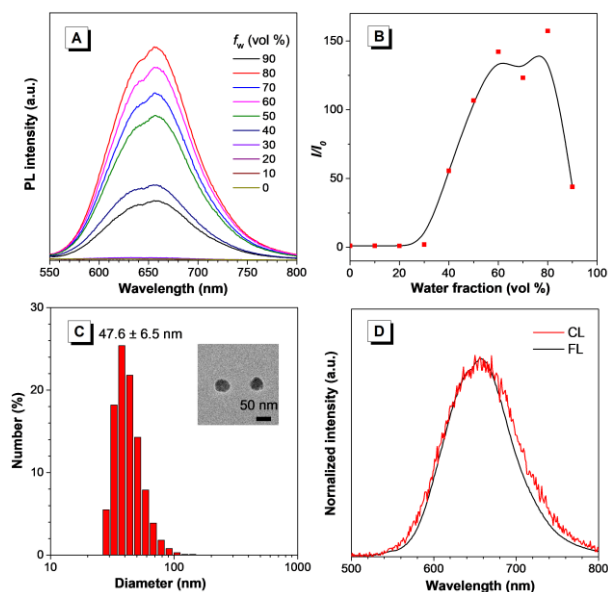 A
f_w (vol %)
90
80
70
60
50
40
30
20
10
0
PL intensity (a.u.)
550 600 650 700 750 800
Wavelength (nm)
B
150
100
50
0
I/I_0
0 20 40 60 80 100
Water fraction (vol %)
C
47.6 ± 6.5 nm
50 nm
30
20
10
0
Number (%)
10 100 1000
Diameter (nm)
D
CL
FL
Normalized intensity (a.u.)
500 600 700 800
Wavelength (nm)